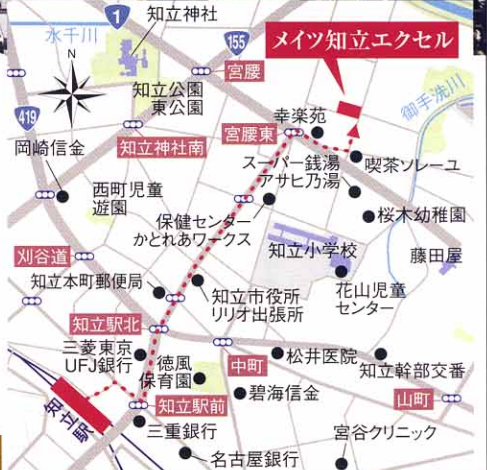 知立神社
1
水千川
N
155
宮腰
メイツ知立エクセル
知立公園
東公園
御手洗川
419
知立神社南
宮腰東
幸楽苑
岡崎信金
スーパー銭湯
アサヒ乃湯
喫茶ソレーユ
西町児童
遊園
保健センター
かとれあワークス
桜木幼稚園
知立小学校
藤田屋
刈谷道
知立本町郵便局
知立市役所
リリオ出張所
花山児童
センター
知立駅北
三菱東京
UFJ銀行
徳風
保育園
中町
松井医院
知立幹部交番
碧海信金
山町
知立駅
知立駅前
三重銀行
宮谷クリニック
名古屋銀行